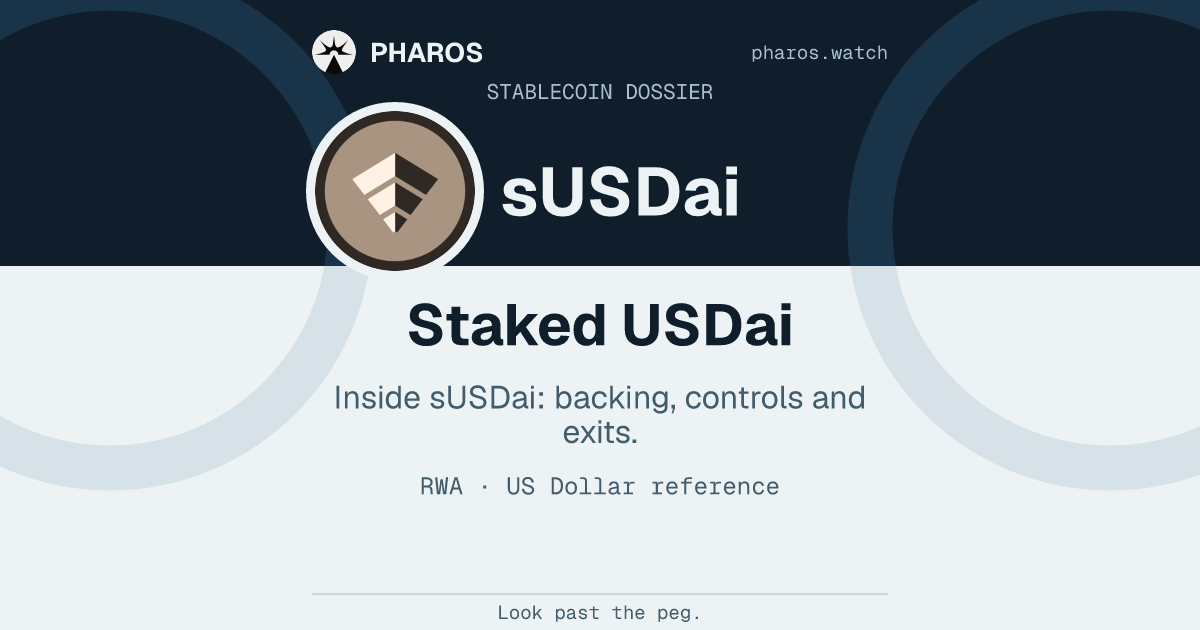 PHAROS
pharos.watch
STABLECOIN DOSSIER
sUSDai
Staked USDai
Inside sUSDai: backing, controls and
exits.
RWA · US Dollar reference
Look past the peg.